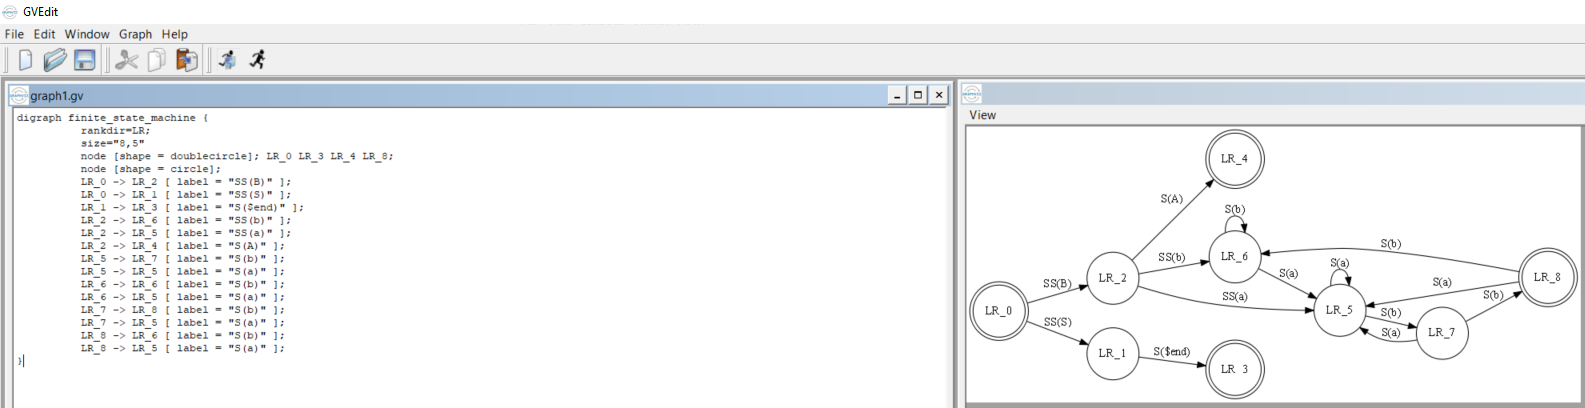 GVEdit
File Edit Window Graph Help
graph1.gv
digraph finite_state_machine {
rankdir=LR;
size="8,5"
node [shape = doublecircle]; LR_0 LR_3 LR_4 LR_8;
node [shape = circle];
LR_0 -> LR_2 [ label = "SS(B)" ];
LR_0 -> LR_1 [ label = "SS(S)" ];
LR_1 -> LR_3 [ label = "S($end)" ];
LR_2 -> LR_6 [ label = "SS(b)" ];
LR_2 -> LR_5 [ label = "SS(a)" ];
LR_2 -> LR_4 [ label = "S(A)" ];
LR_5 -> LR_7 [ label = "S(b)" ];
LR_5 -> LR_5 [ label = "S(a)" ];
LR_6 -> LR_6 [ label = "S(b)" ];
LR_6 -> LR_5 [ label = "S(a)" ];
LR_7 -> LR_8 [ label = "S(b)" ];
LR_7 -> LR_5 [ label = "S(a)" ];
LR_8 -> LR_6 [ label = "S(b)" ];
LR_8 -> LR_5 [ label = "S(a)" ];
}
View
LR_4
S(A)
S(b)
S(b)
LR_6
SS(b)
S(a)
S(a)
LR_2
LR_8
SS(B)
S(a)
SS(a)
S(b)
LR_0
LR_5
S(b)
SS(S)
S(a)
LR_7
LR_1
S($end)
LR_3